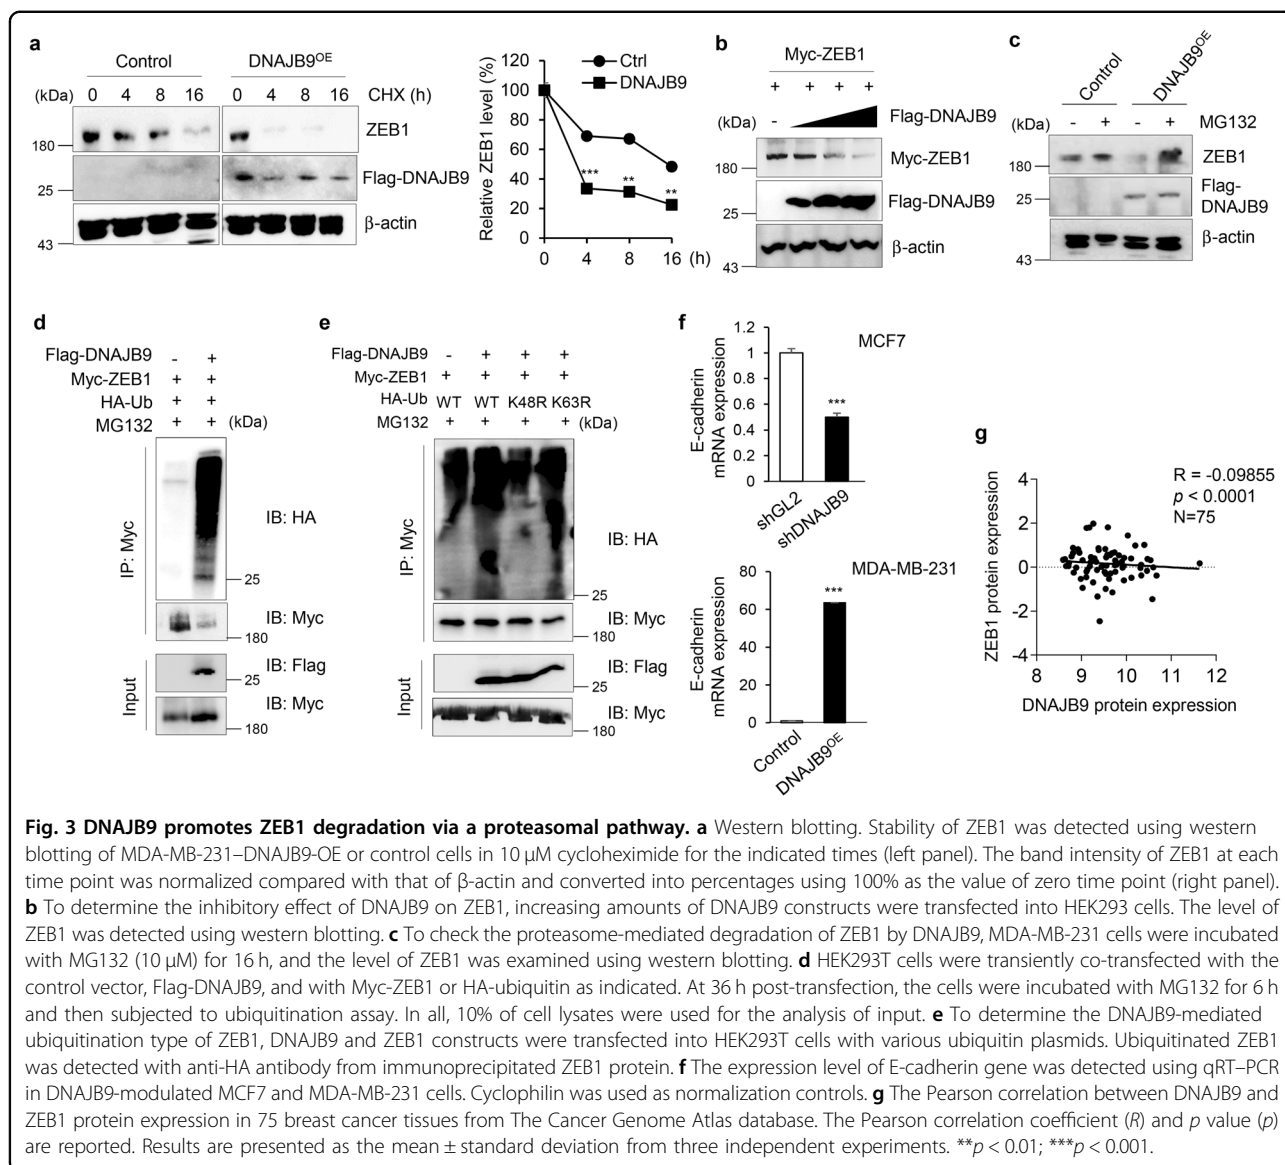 a
Control DNAJB9OE
(kDa) 0 4 8 16 0 4 8 16 CHX (h)
ZEB1
180
Flag-DNAJB9
25
β-actin
43
Relative ZEB1 level (%)
120
100
80
60
40
20
0
Ctrl
DNAJB9
*** ** **
0 4 8 16 (h)
b
Myc-ZEB1
+ + + +
Flag-DNAJB9
(kDa) -
Myc-ZEB1
180
Flag-DNAJB9
25
β-actin
43
c
Control DNAJB9OE
(kDa) - + - + MG132
ZEB1
180
Flag-
DNAJB9
25
β-actin
43
d
Flag-DNAJB9 - +
Myc-ZEB1 + +
HA-Ub + +
MG132 + + (kDa)
IP: Myc
IB: HA
25
IB: Myc
180
Input
IB: Flag
25
IB: Myc
180
e
Flag-DNAJB9 - + + +
Myc-ZEB1 + + + +
HA-Ub WT WT K48R K63R
MG132 + + + + (kDa)
IP: Myc
IB: HA
25
IB: Myc
180
Input
IB: Flag
25
IB: Myc
180
f
E-cadherin
mRNA expression
1.2
1
0.8
0.6
0.4
0.2
0
MCF7
***
shGL2 shDNAJB9
E-cadherin
mRNA expression
80
60
40
20
0
MDA-MB-231
***
Control DNAJB9OE
g
ZEB1 protein expression
4
2
0
-2
-4
R = -0.09855
p < 0.0001
N=75
8 9 10 11 12
DNAJB9 protein expression
Fig. 3 DNAJB9 promotes ZEB1 degradation via a proteasomal pathway. a Western blotting. Stability of ZEB1 was detected using western
blotting of MDA-MB-231–DNAJB9-OE or control cells in 10 µM cycloheximide for the indicated times (left panel). The band intensity of ZEB1 at each
time point was normalized compared with that of β-actin and converted into percentages using 100% as the value of zero time point (right panel).
b To determine the inhibitory effect of DNAJB9 on ZEB1, increasing amounts of DNAJB9 constructs were transfected into HEK293 cells. The level of
ZEB1 was detected using western blotting. c To check the proteasome-mediated degradation of ZEB1 by DNAJB9, MDA-MB-231 cells were incubated
with MG132 (10 µM) for 16 h, and the level of ZEB1 was examined using western blotting. d HEK293T cells were transiently co-transfected with the
control vector, Flag-DNAJB9, and with Myc-ZEB1 or HA-ubiquitin as indicated. At 36 h post-transfection, the cells were incubated with MG132 for 6 h
and then subjected to ubiquitination assay. In all, 10% of cell lysates were used for the analysis of input. e To determine the DNAJB9-mediated
ubiquitination type of ZEB1, DNAJB9 and ZEB1 constructs were transfected into HEK293T cells with various ubiquitin plasmids. Ubiquitinated ZEB1
was detected with anti-HA antibody from immunoprecipitated ZEB1 protein. f The expression level of E-cadherin gene was detected using qRT–PCR
in DNAJB9-modulated MCF7 and MDA-MB-231 cells. Cyclophilin was used as normalization controls. g The Pearson correlation between DNAJB9 and
ZEB1 protein expression in 75 breast cancer tissues from The Cancer Genome Atlas database. The Pearson correlation coefficient (R) and p value (p)
are reported. Results are presented as the mean ± standard deviation from three independent experiments. **p < 0.01; ***p < 0.001.